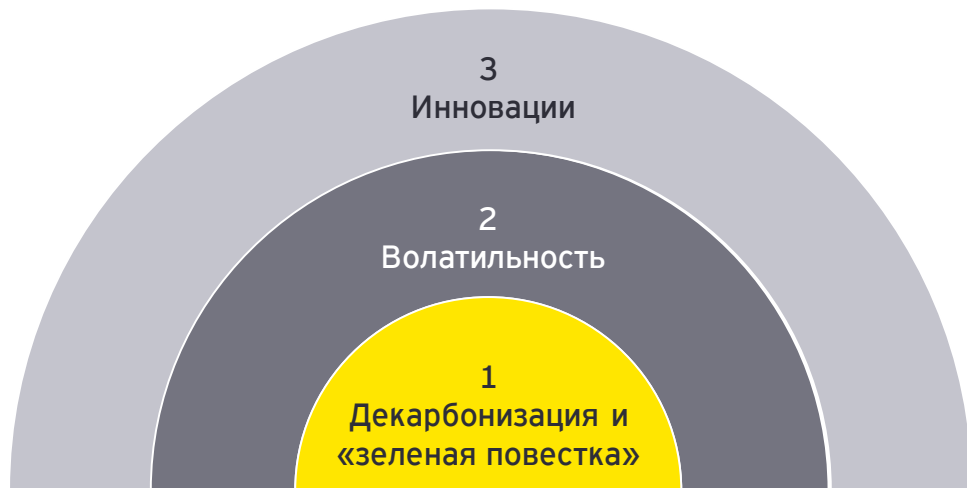 3
Инновации
2
Волатильность
1
Декарбонизация и
«зеленая повестка»